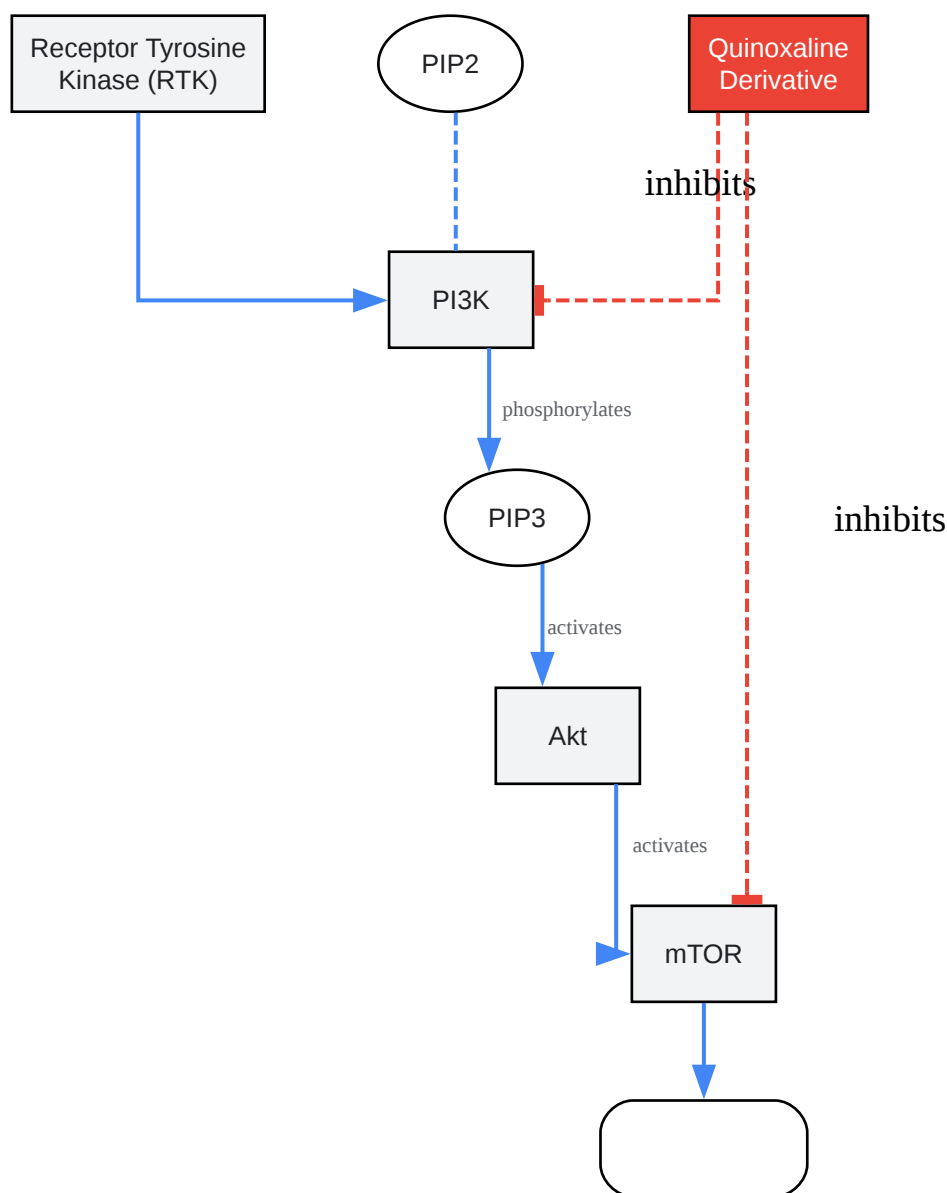 Receptor Tyrosine
Kinase (RTK)
PIP2
Quinoxaline
Derivative
inhibits
PI3K
phosphorylates
PIP3
inhibits
activates
Akt
activates
mTOR